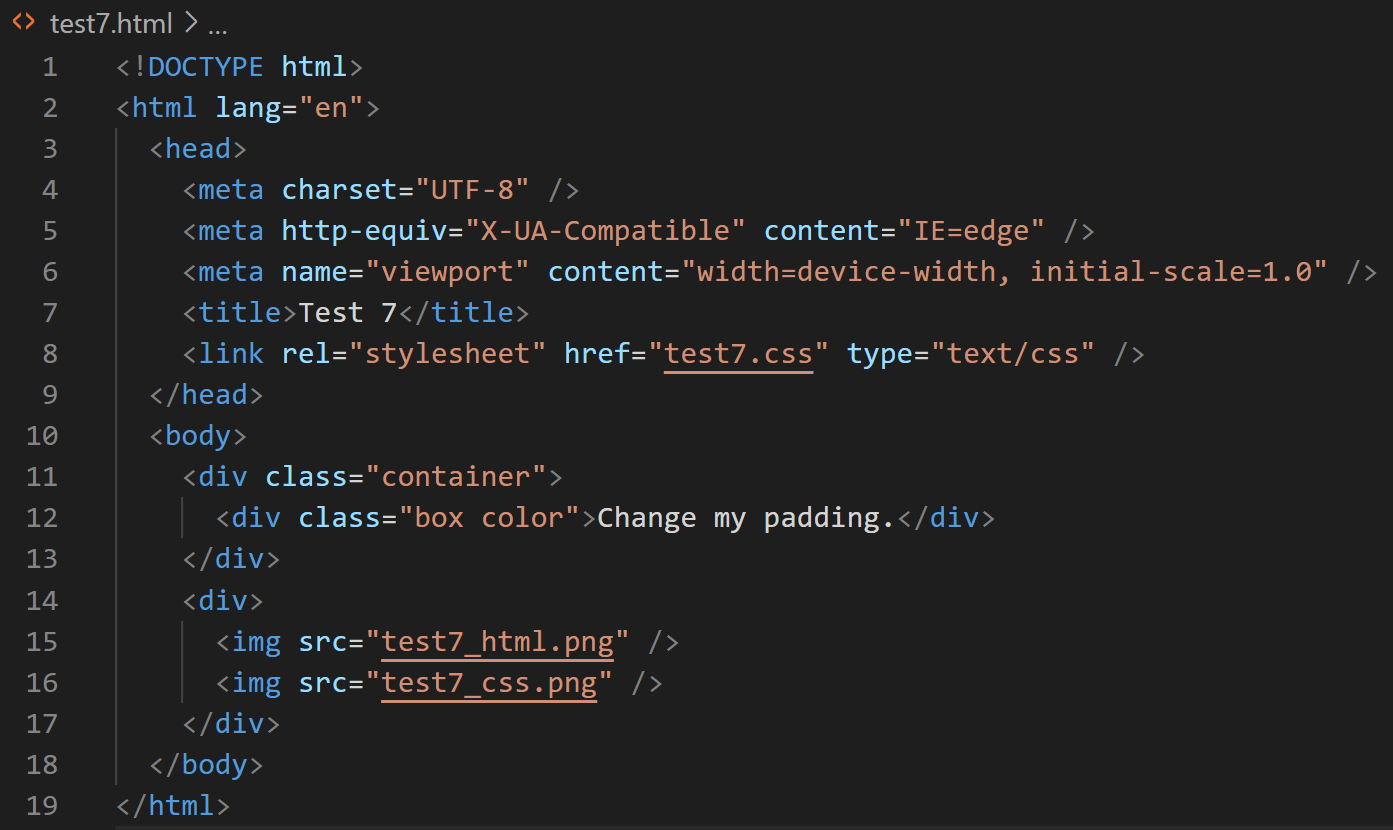 test7.html > ...
1 <!DOCTYPE html>
2 <html lang="en">
3   <head>
4     <meta charset="UTF-8" />
5     <meta http-equiv="X-UA-Compatible" content="IE=edge" />
6     <meta name="viewport" content="width=device-width, initial-scale=1.0" />
7     <title>Test 7</title>
8     <link rel="stylesheet" href="test7.css" type="text/css" />
9   </head>
10   <body>
11     <div class="container">
12       <div class="box color">Change my padding.</div>
13     </div>
14     <div>
15       <img src="test7_html.png" />
16       <img src="test7_css.png" />
17     </div>
18   </body>
19 </html>